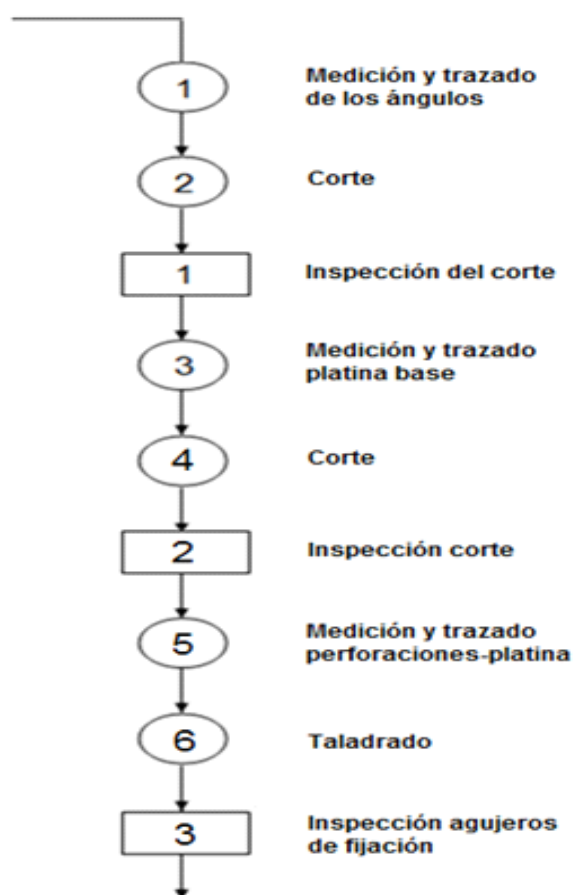 1
Medición y trazado
de los ángulos
2
Corte
1
Inspección del corte
3
Medición y trazado
platina base
4
Corte
2
Inspección corte
5
Medición y trazado
perforaciones-platina
6
Taladrado
3
Inspección agujeros
de fijación